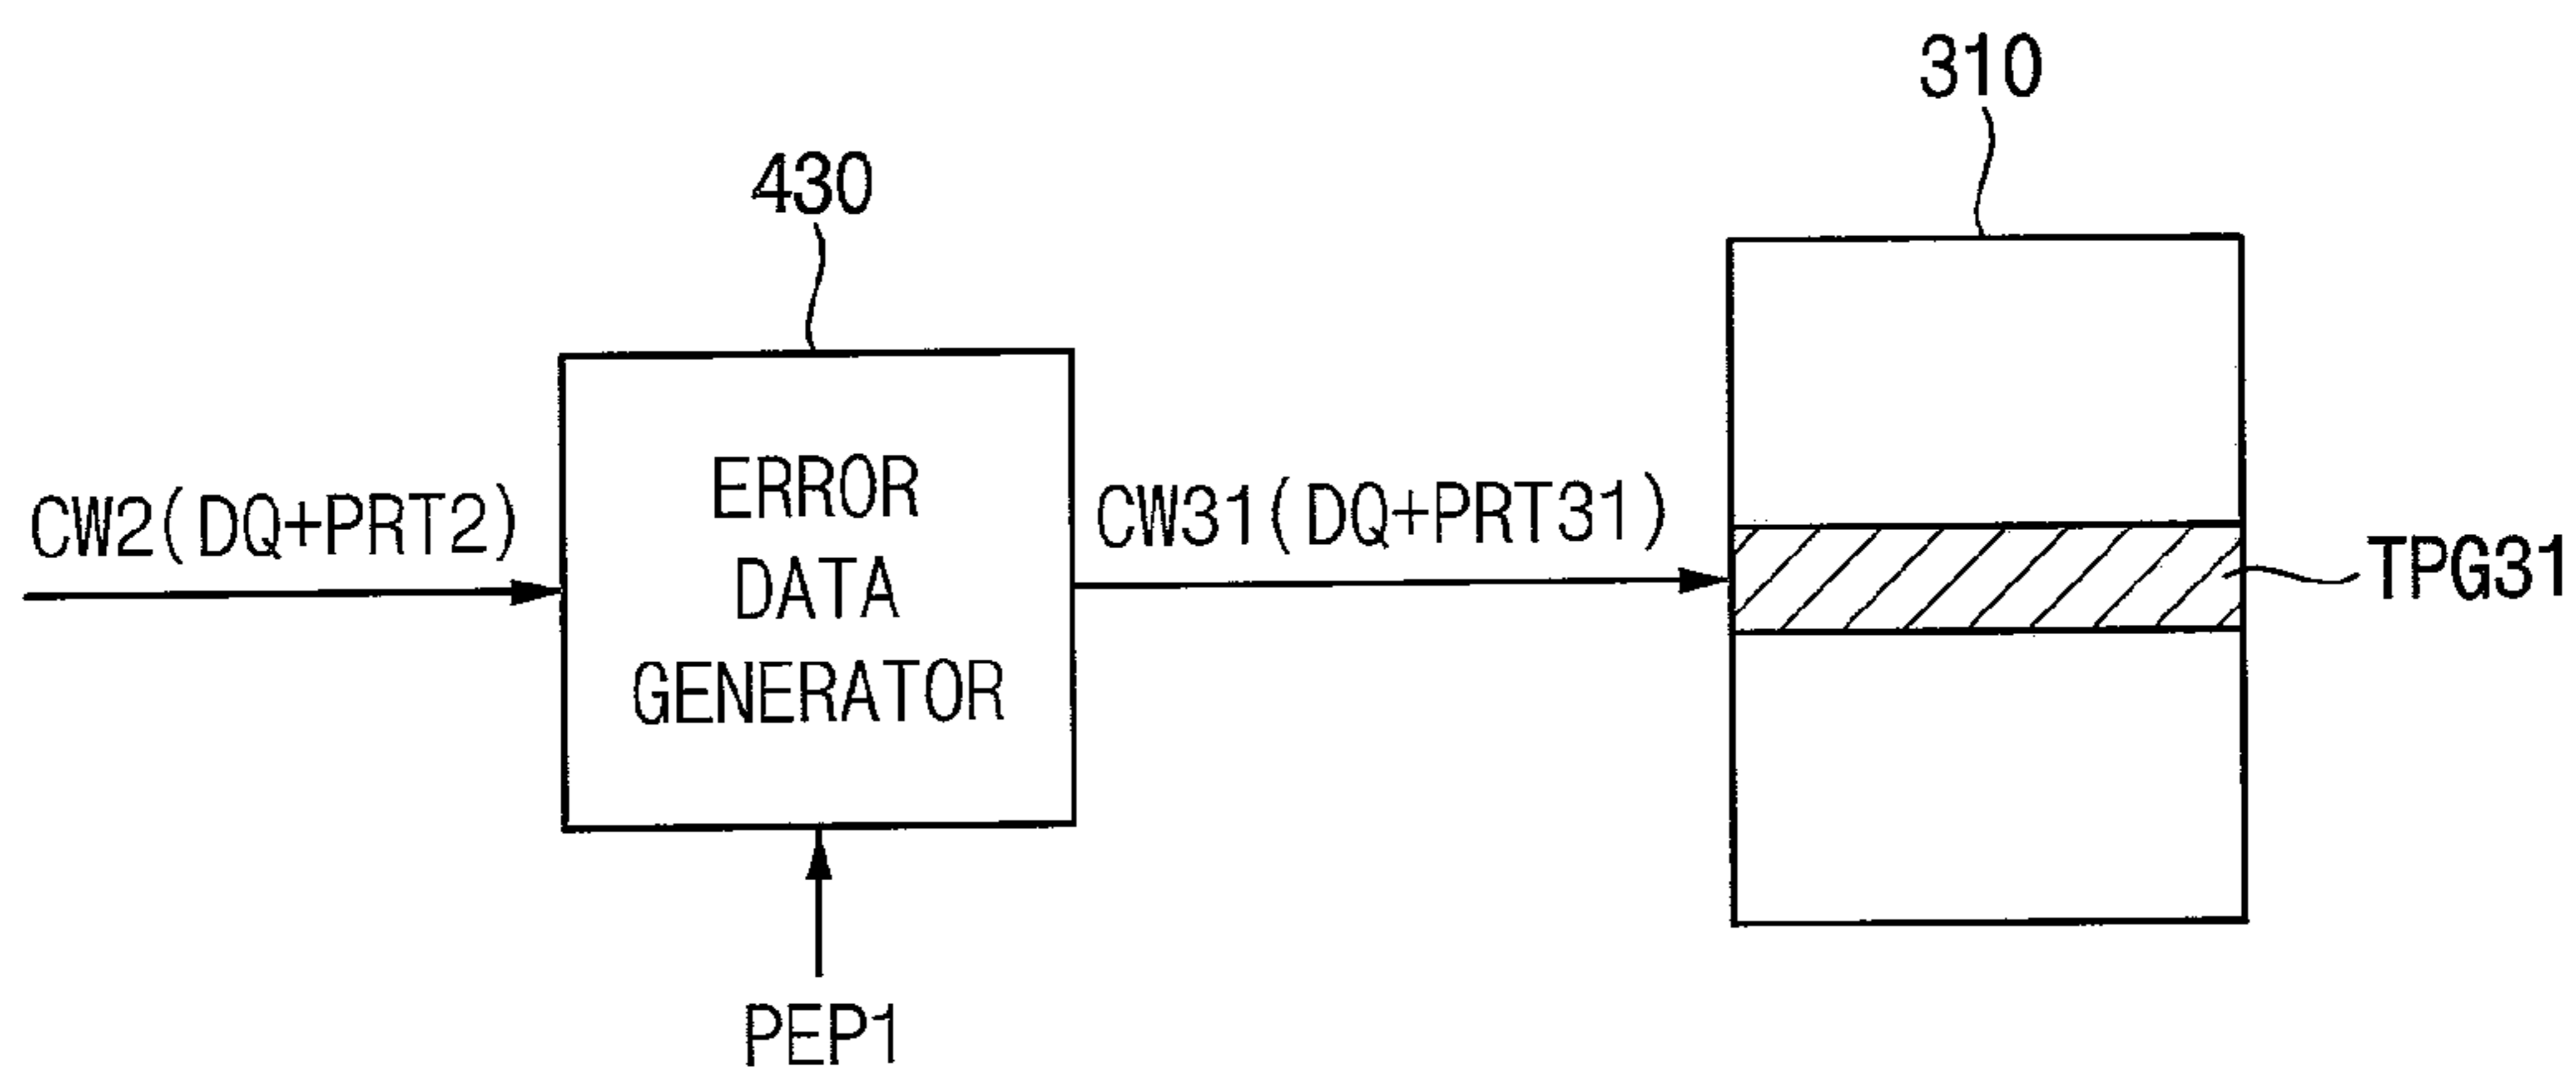 310
430
CW2(DQ+PRT2)
ERROR
DATA
GENERATOR
CW31(DQ+PRT31)
TPG31
PEP1